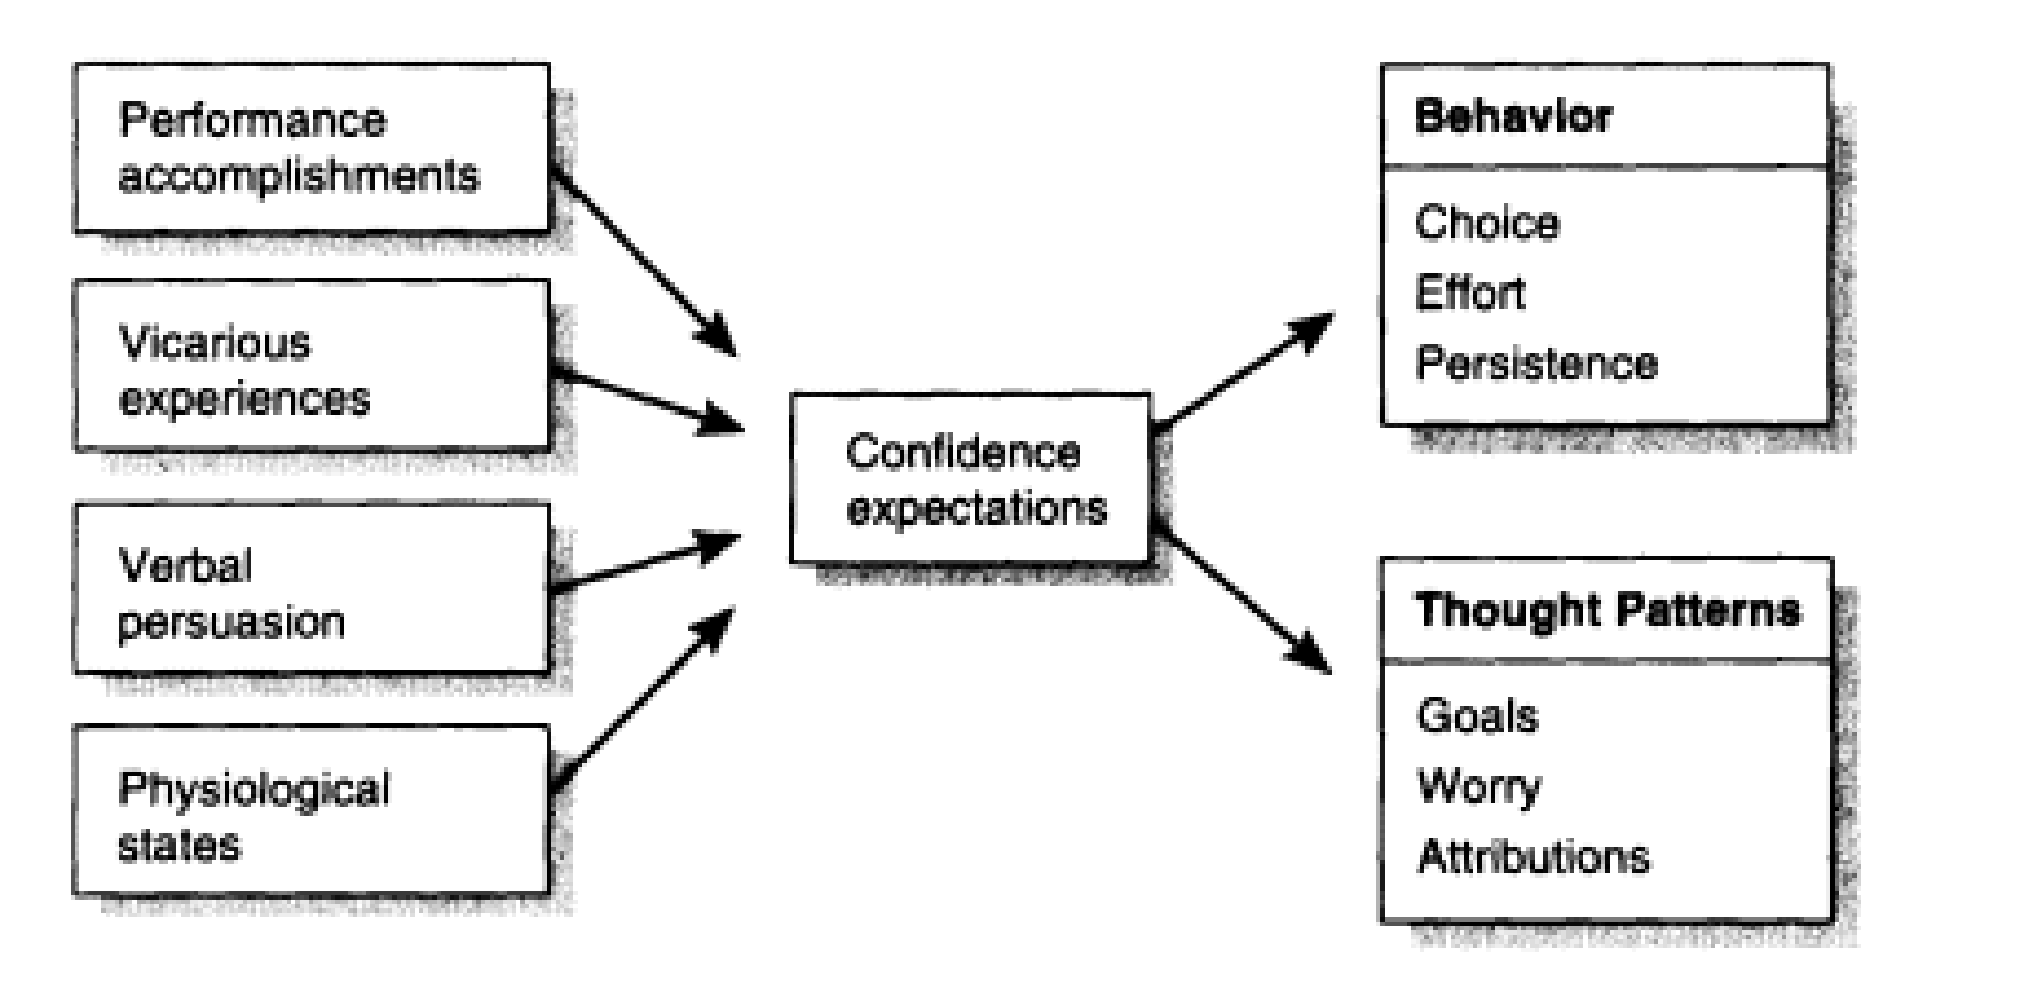 Performance
accomplishments
Vicarious
experiences
Verbal
persuasion
Physiological
states
Confidence
expectations
Behavior
Choice
Effort
Persistence
Thought Patterns
Goals
Worry
Attributions